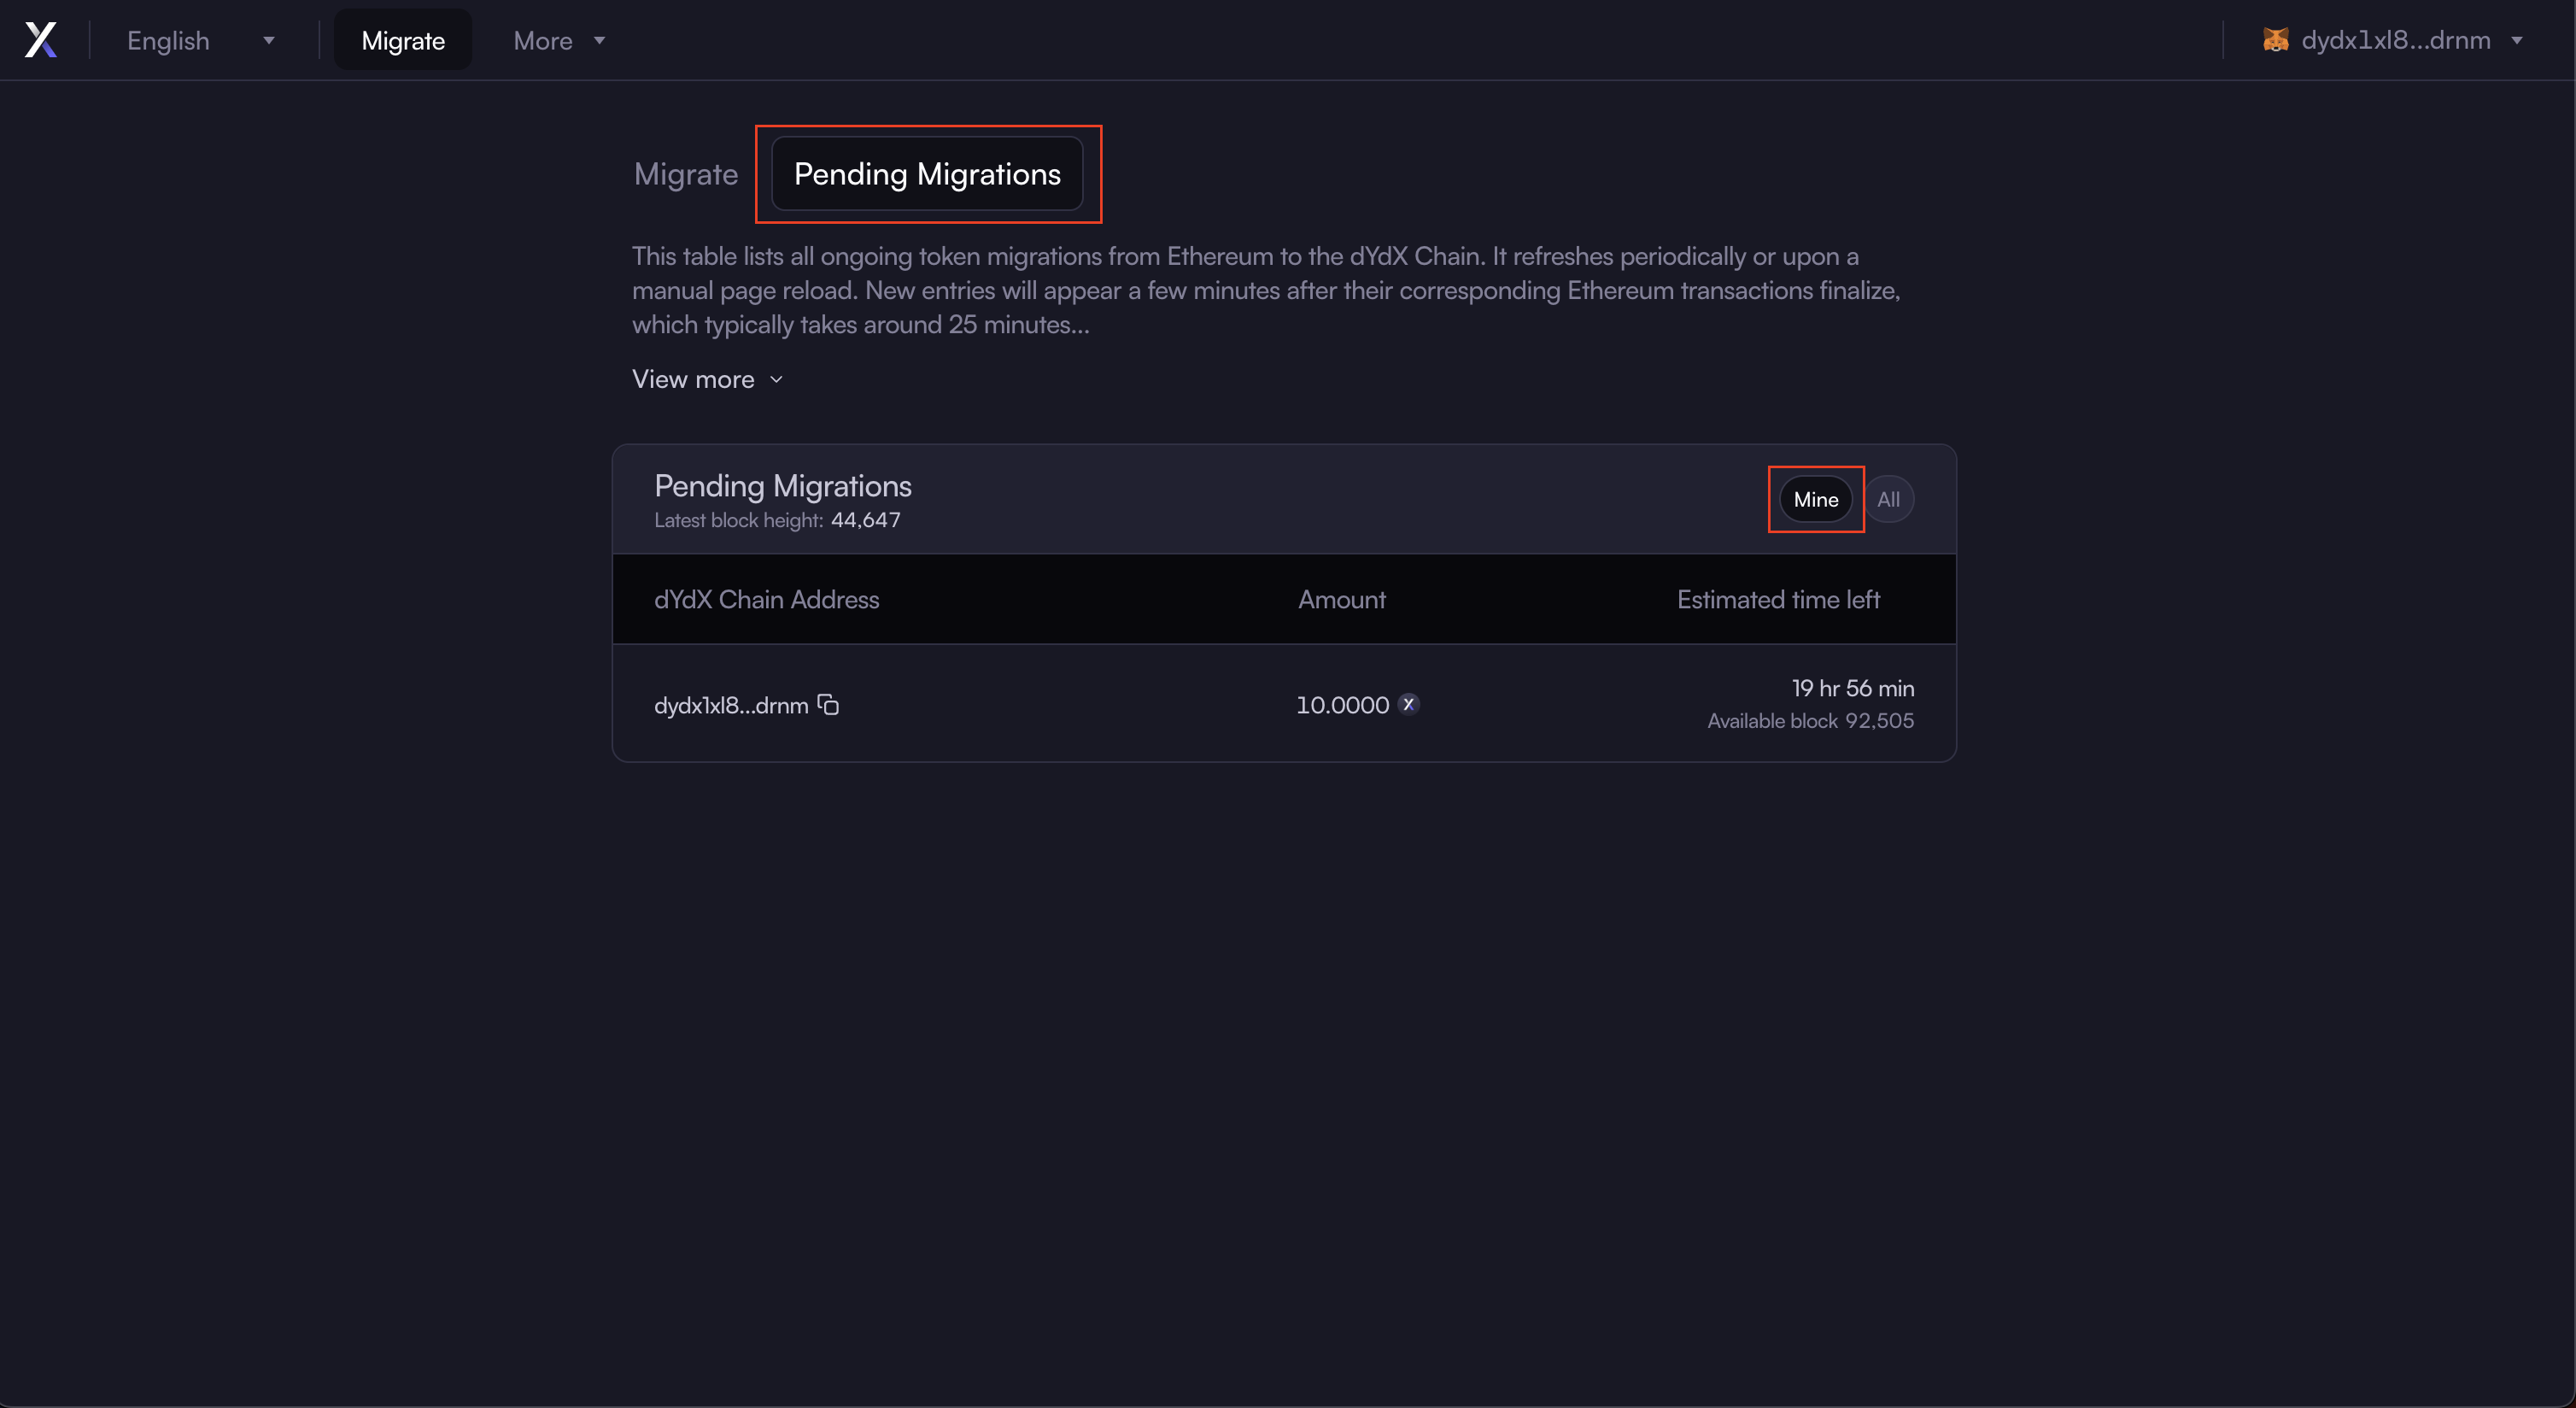 English Migrate More dydx1xl8...drnm
Migrate Pending Migrations
This table lists all ongoing token migrations from Ethereum to the dYdX Chain. It refreshes periodically or upon a
manual page reload. New entries will appear a few minutes after their corresponding Ethereum transactions finalize,
which typically takes around 25 minutes...
View more
Pending Migrations
Latest block height: 44,647
Mine All
dYdX Chain Address Amount Estimated time left
dydx1xl8...drnm 10.0000 19 hr 56 min
Available block 92,505